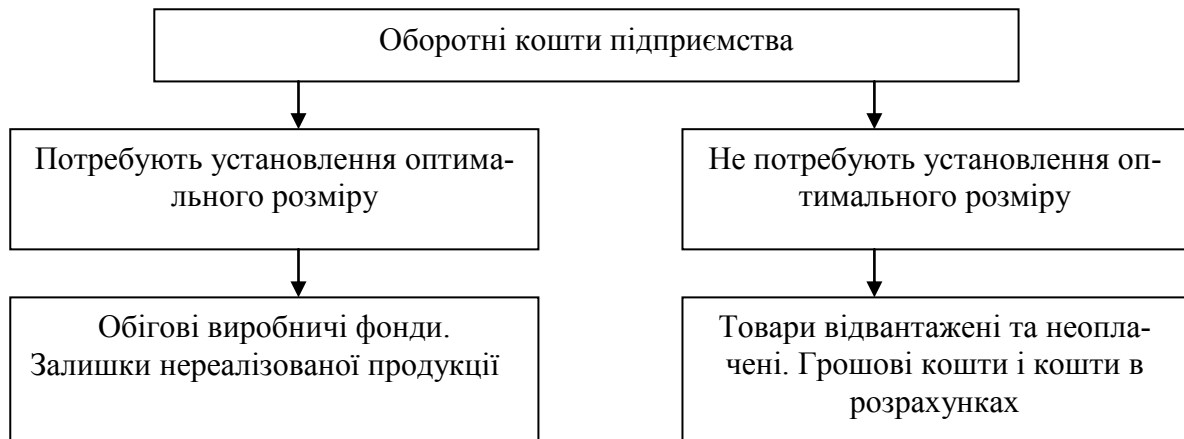 Оборотні кошти підприємства
Потребують установлення оптима-
льного розміру
Не потребують установлення оп-
тимального розміру
Обігові виробничі фонди.
Залишки нереалізованої продукції
Товари відвантажені та неопла-
чені. Грошові кошти і кошти в
розрахунках